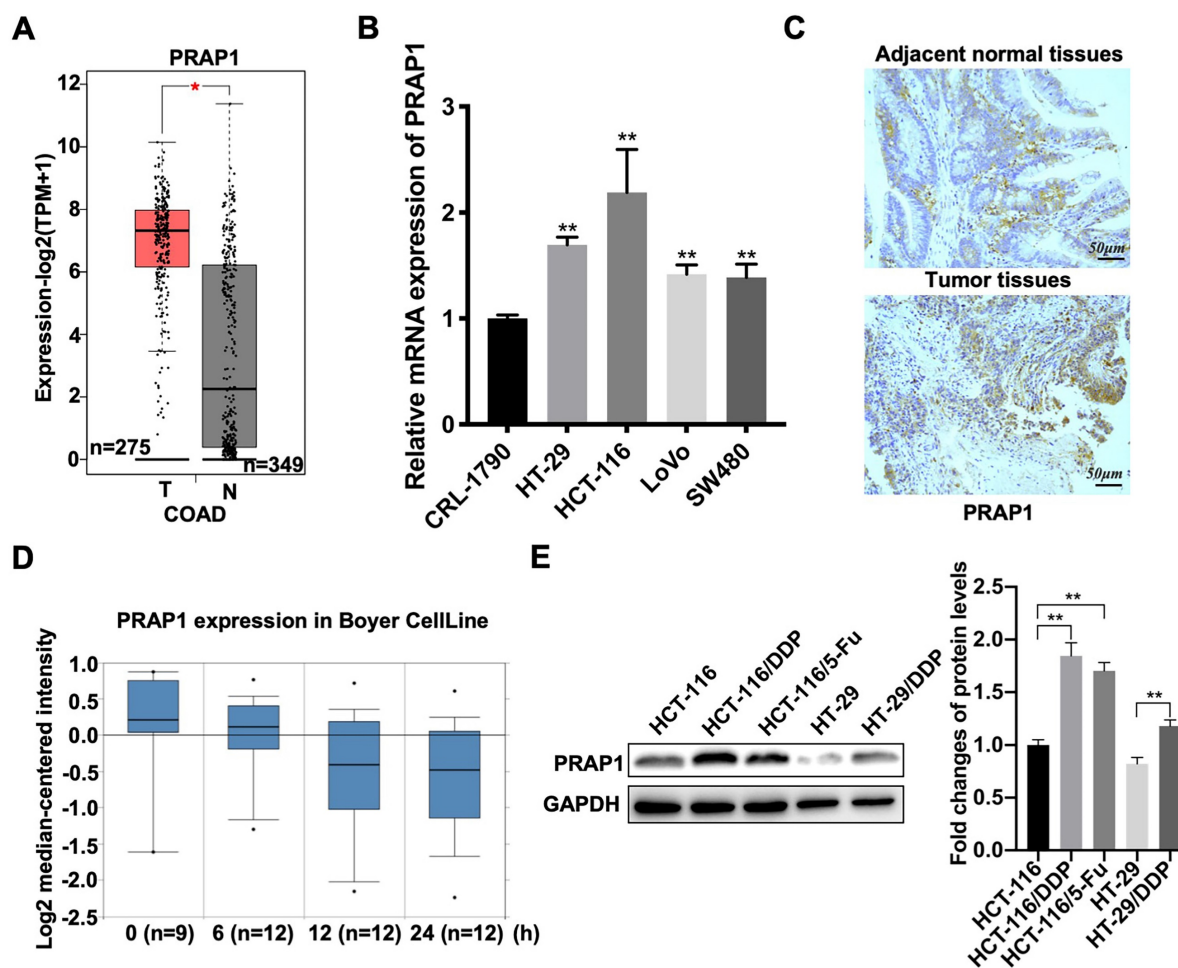 A
PRAP1
Expression-log2(TPM+1)
12
10
8
6
4
2
0
*
n=275
n=349
T
N
COAD
B
Relative mRNA expression of PRAP1
3
2
1
0
**
**
**
**
CRL-1790
HT-29
HCT-116
LoVo
SW480
C
Adjacent normal tissues
50μm
Tumor tissues
50μm
PRAP1
D
PRAP1 expression in Boyer CellLine
Log2 median-centered intensity
1.0
0.5
0.0
-0.5
-1.0
-1.5
-2.0
-2.5
0 (n=9) 6 (n=12) 12 (n=12) 24 (n=12) (h)
E
HCT-116
HCT-116/DDP
HCT-116/5-Fu
HT-29
HT-29/DDP
PRAP1
GAPDH
Fold changes of protein levels
2.5
2.0
1.5
1.0
0.5
0.0
**
**
**
HCT-116
HCT-116/DDP
HCT-116/5-Fu
HT-29
HT-29/DDP